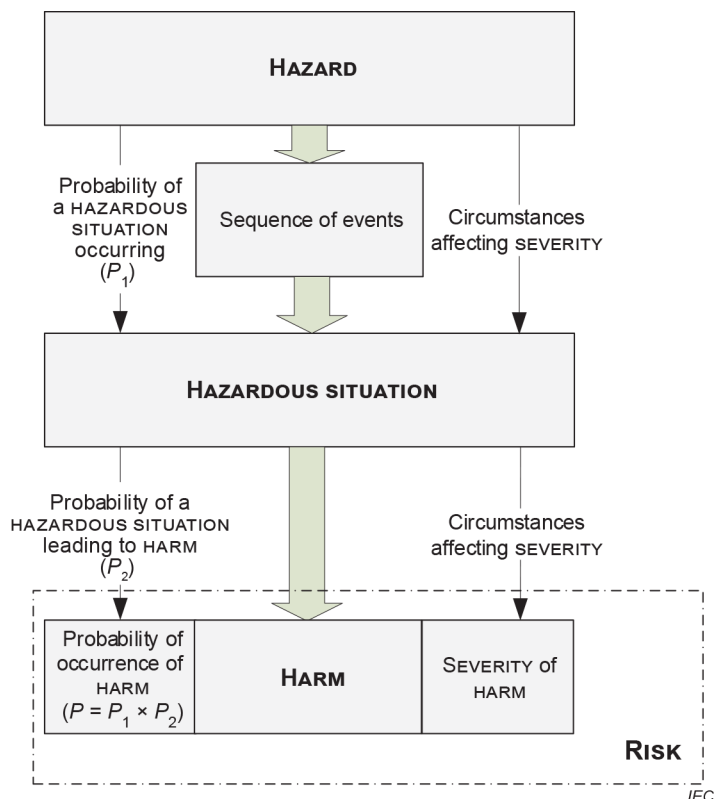 HAZARD
Probability of
a HAZARDOUS
SITUATION
occurring
(P1)
Sequence of events
Circumstances
affecting SEVERITY
HAZARDOUS SITUATION
Probability of a
HAZARDOUS SITUATION
leading to HARM
(P2)
Circumstances
affecting SEVERITY
Probability of
occurrence of
HARM
(P = P1 × P2)
HARM
SEVERITY of
HARM
RISK
IEC